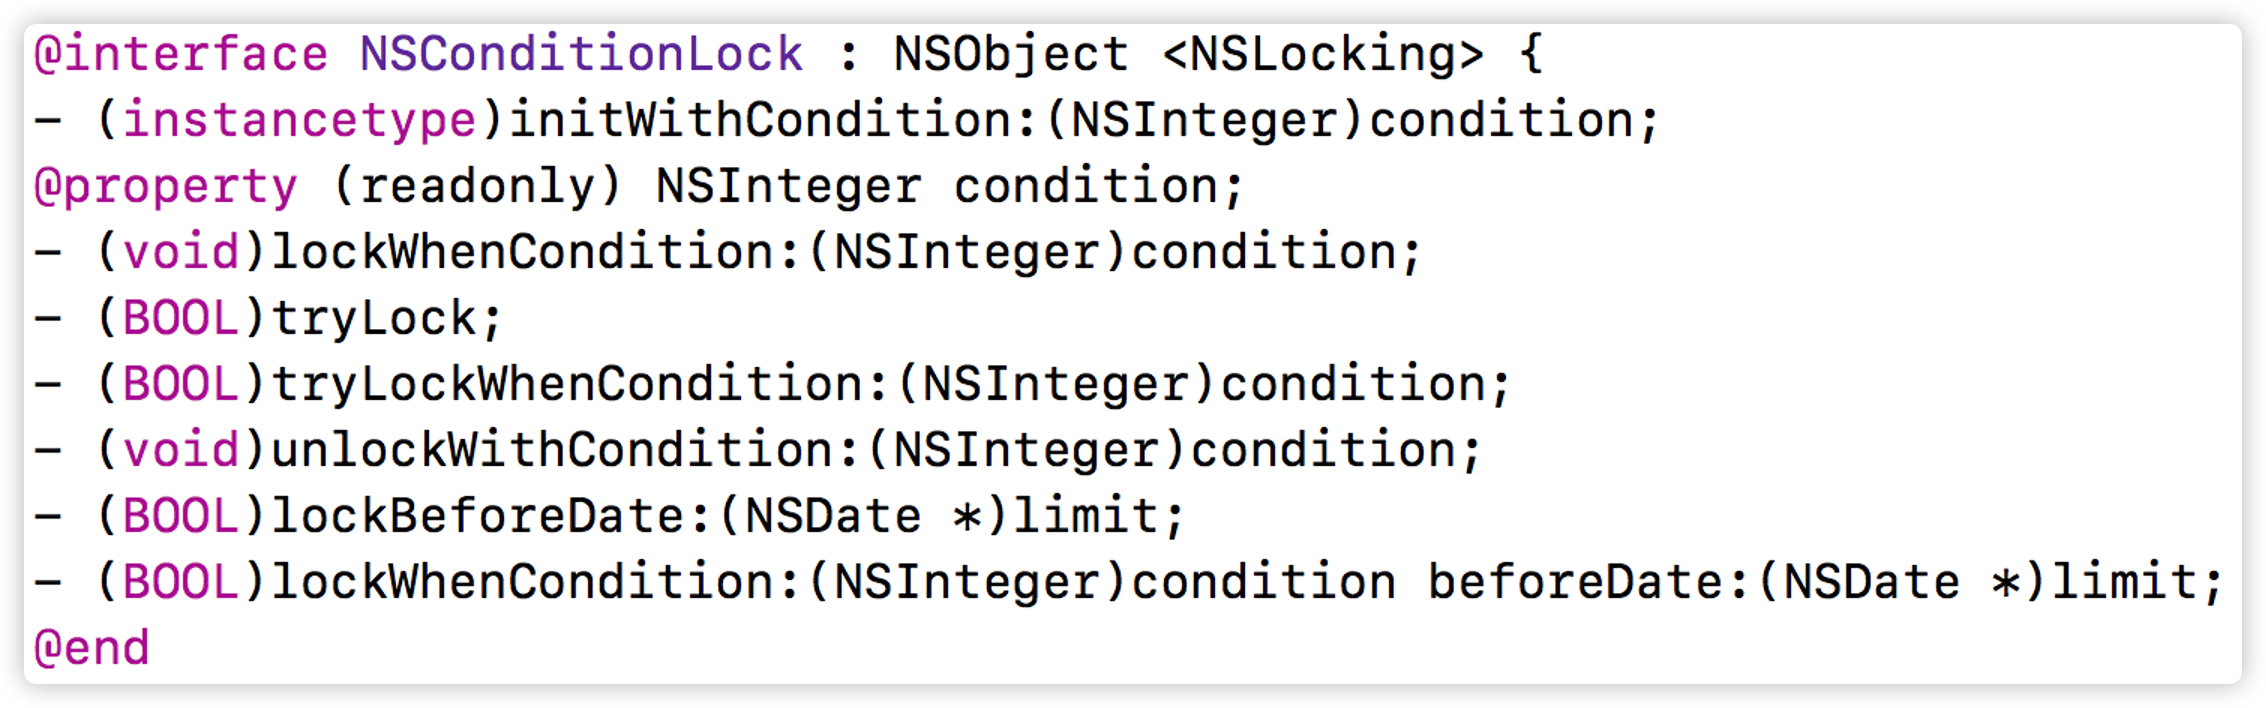 @interface NSConditionLock : NSObject <NSLocking> {
- (instancetype)initWithCondition:(NSInteger)condition;
@property (readonly) NSInteger condition;
- (void)lockWhenCondition:(NSInteger)condition;
- (BOOL)tryLock;
- (BOOL)tryLockWhenCondition:(NSInteger)condition;
- (void)unlockWithCondition:(NSInteger)condition;
- (BOOL)lockBeforeDate:(NSDate *)limit;
- (BOOL)lockWhenCondition:(NSInteger)condition beforeDate:(NSDate *)limit;
@end